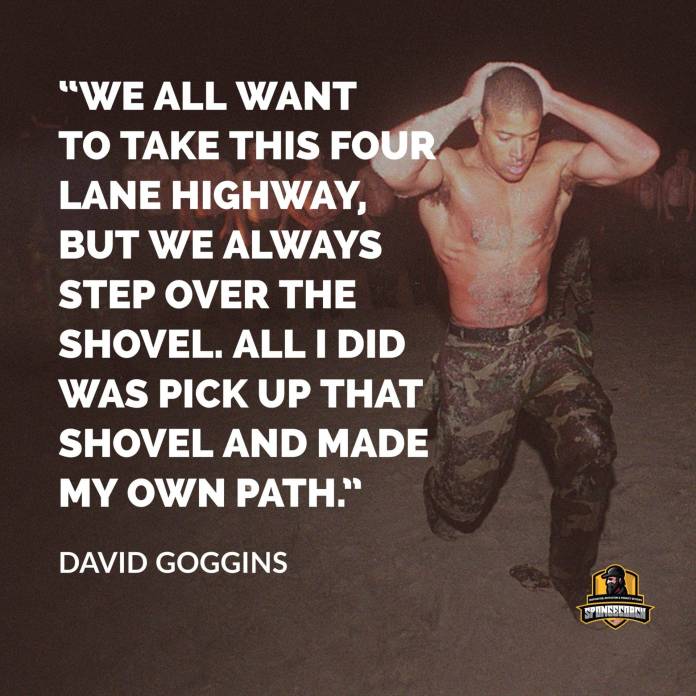 “WE ALL WANT
TO TAKE THIS FOUR
LANE HIGHWAY,
BUT WE ALWAYS
STEP OVER THE
SHOVEL. ALL I DID
WAS PICK UP THAT
SHOVEL AND MADE
MY OWN PATH.”
DAVID GOGGINS
SPONGECOACH